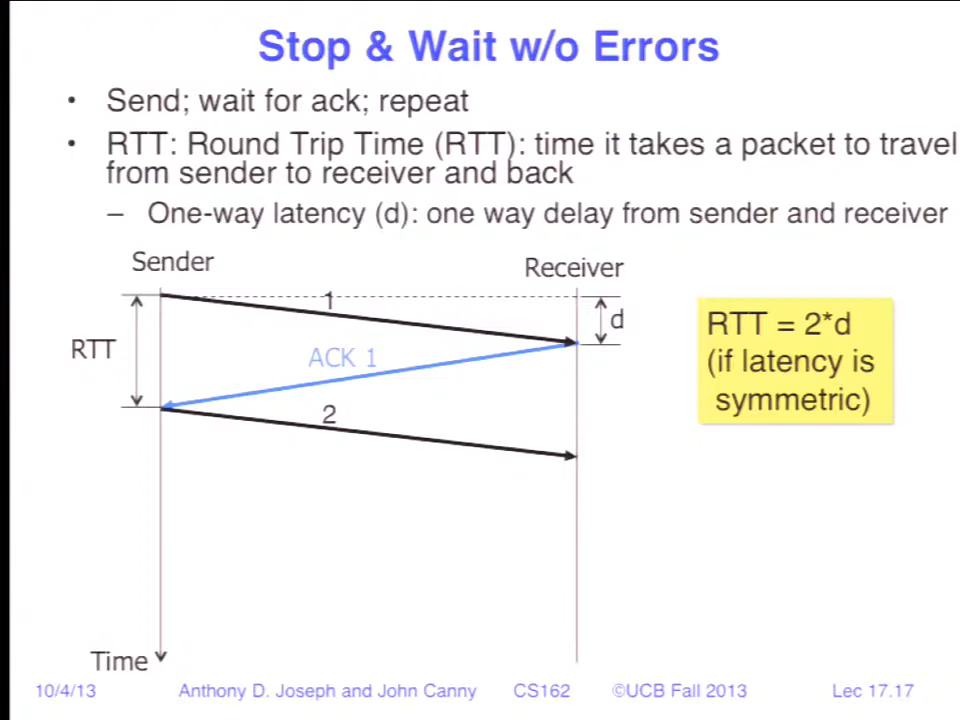 Stop & Wait w/o Errors
• Send; wait for ack; repeat
• RTT: Round Trip Time (RTT): time it takes a packet to travel
from sender to receiver and back
– One-way latency (d): one way delay from sender and receiver
Sender
Receiver
1
d
RTT
ACK 1
2
RTT = 2*d
(if latency is
symmetric)
Time
10/4/13 Anthony D. Joseph and John Canny CS162 ©UCB Fall 2013 Lec 17.17